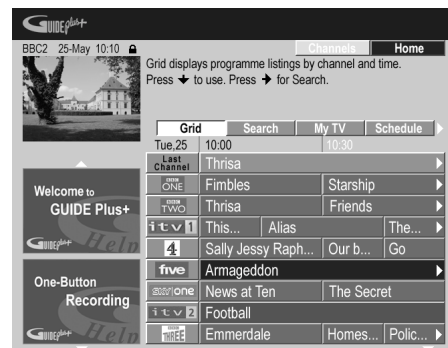 GUIDE Plus+
BBC2 25-May 10:10
Channels Home
Grid displays programme listings by channel and time.
Press to use. Press for Search.
Grid Search My TV Schedule
Tue,25 10:00 10:30
Last Channel Thrisa
BBC ONE Fimbles Starship
BBC TWO Thrisa Friends
itv 1 This... Alias The...
4 Sally Jessy Raph... Our b... Go
five Armageddon
sky one News at Ten The Secret
itv 2 Football
BBC THREE Emmerdale Homes... Polic...
Welcome to
GUIDE Plus+
GUIDE Plus+ Help
One-Button
Recording
GUIDE Plus+ Help